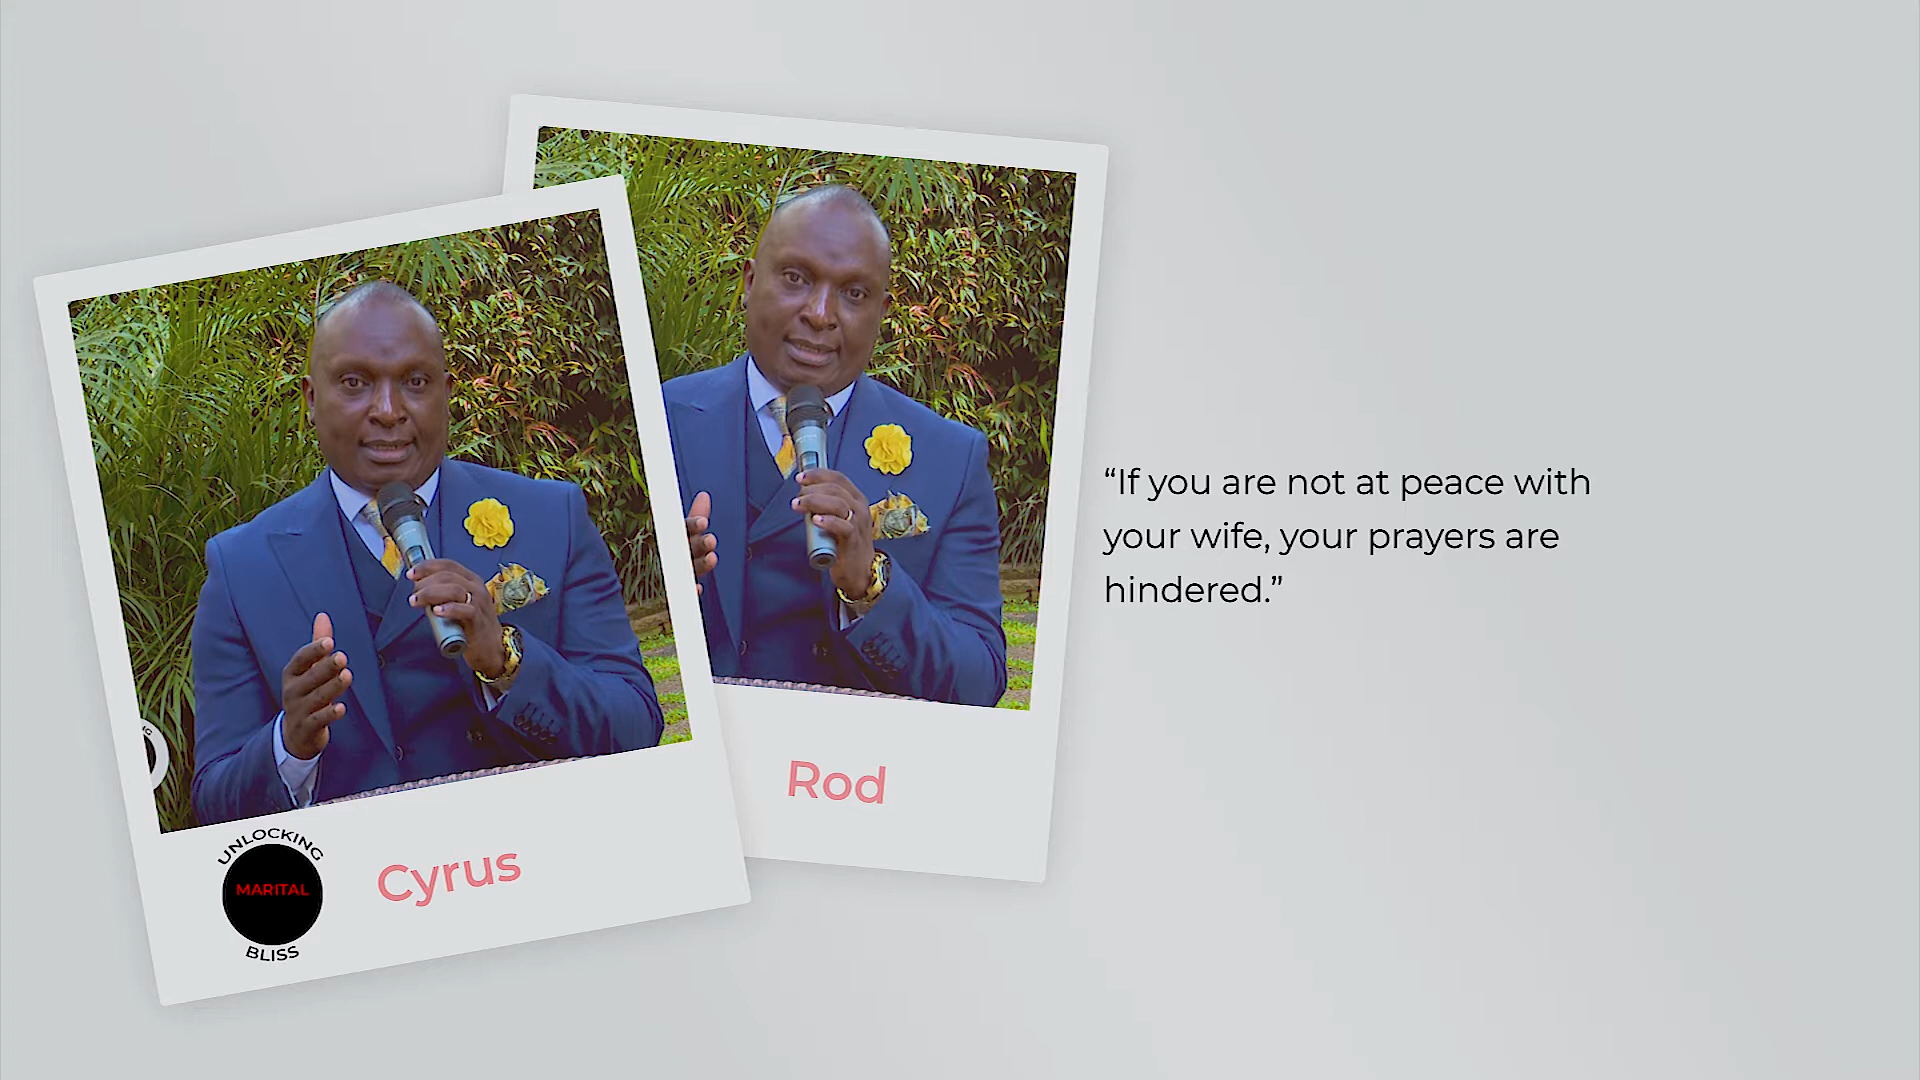 “If you are not at peace with
your wife, your prayers are
hindered.”
Rod
Cyrus
UNLOCKING
MARITAL
BLISS